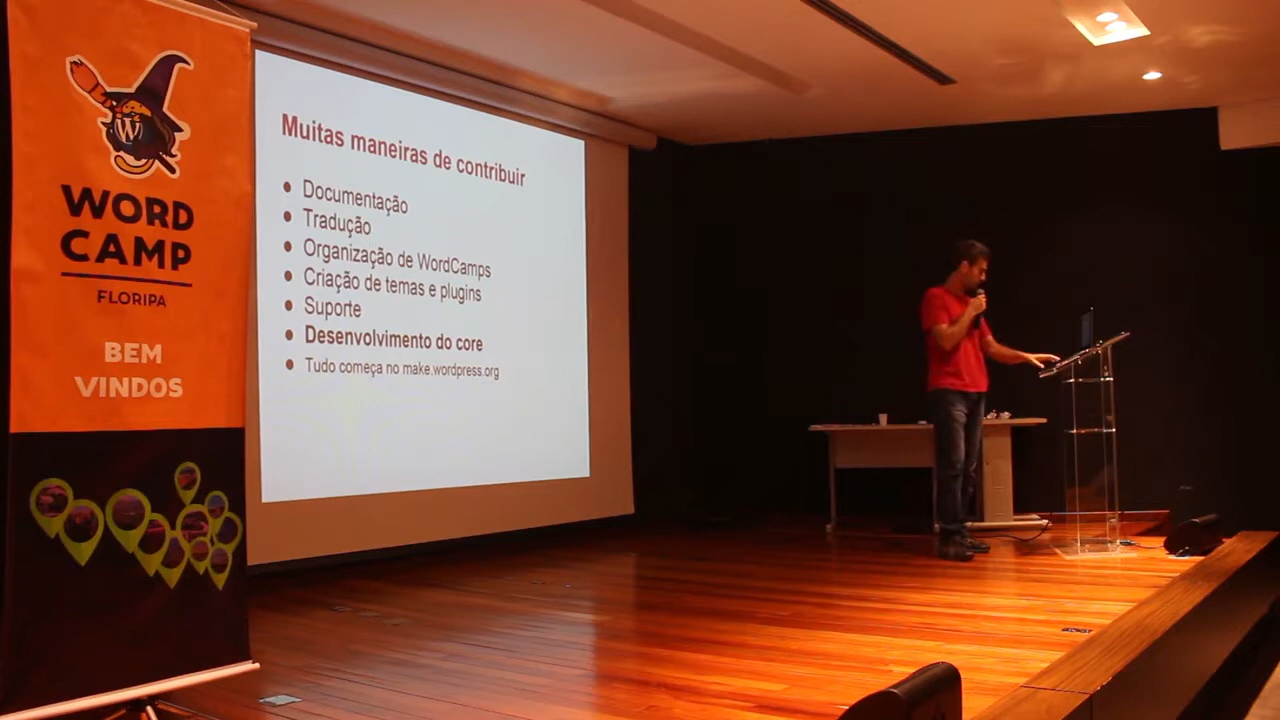 WORD
CAMP
FLORIPA
BEM
VINDOS
Muitas maneiras de contribuir
• Documentação
• Tradução
• Organização de WordCamps
• Criação de temas e plugins
• Suporte
• Desenvolvimento do core
• Tudo começa no make.wordpress.org